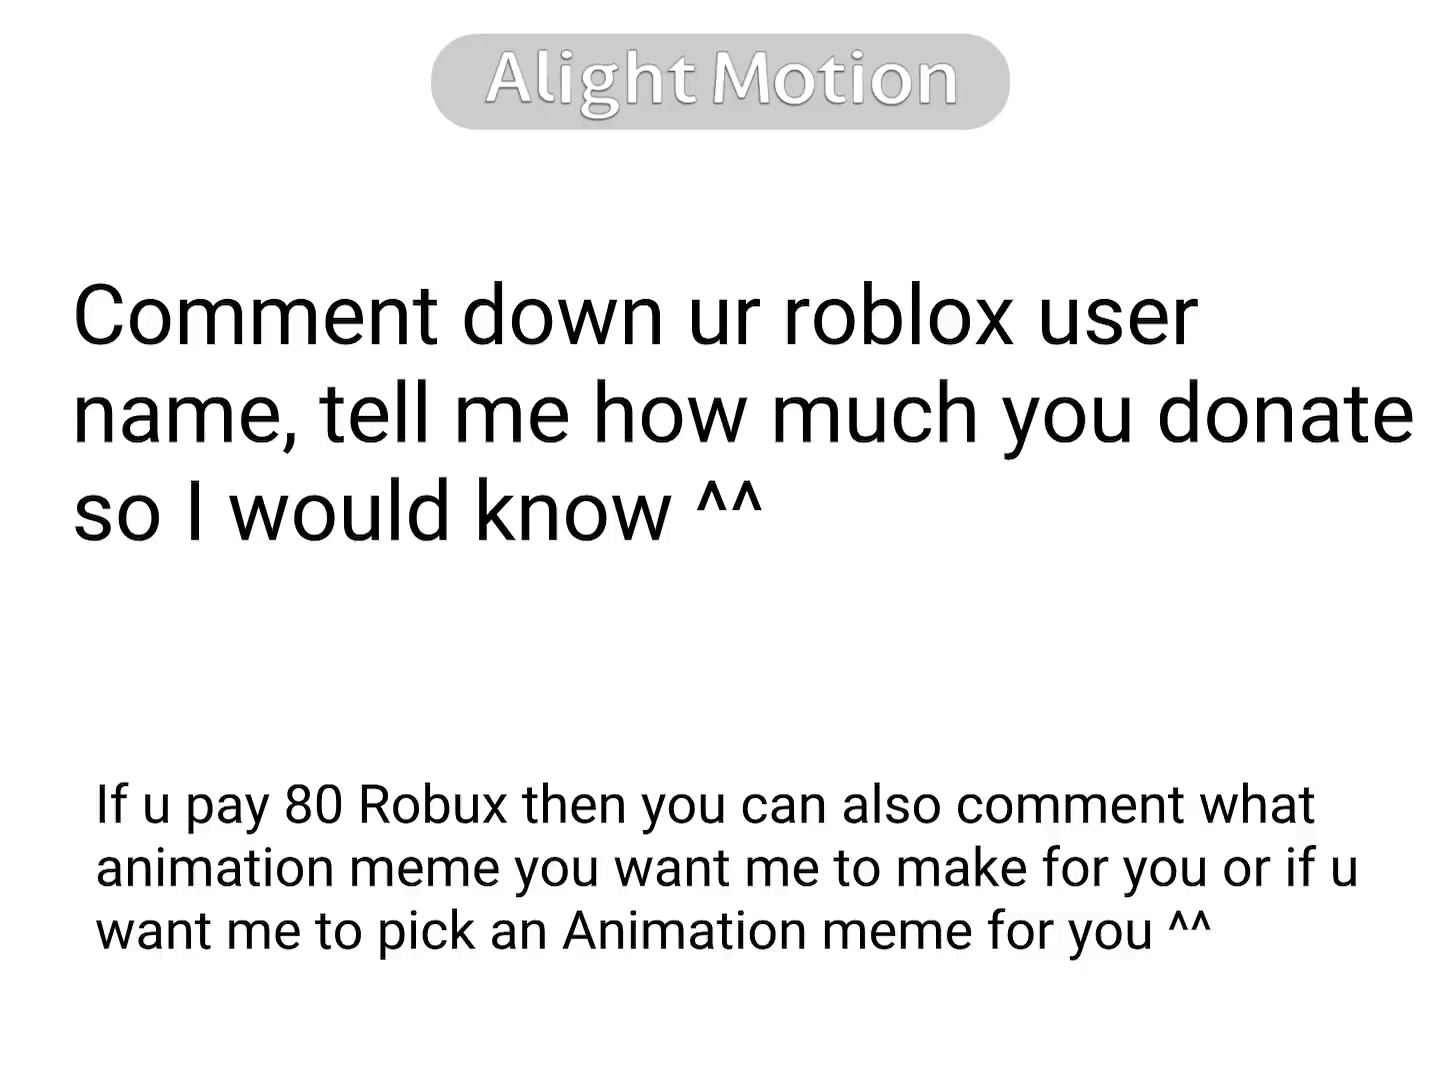 Alight Motion
Comment down ur roblox user
name, tell me how much you donate
so I would know ^^
If u pay 80 Robux then you can also comment what
animation meme you want me to make for you or if u
want me to pick an Animation meme for you ^^